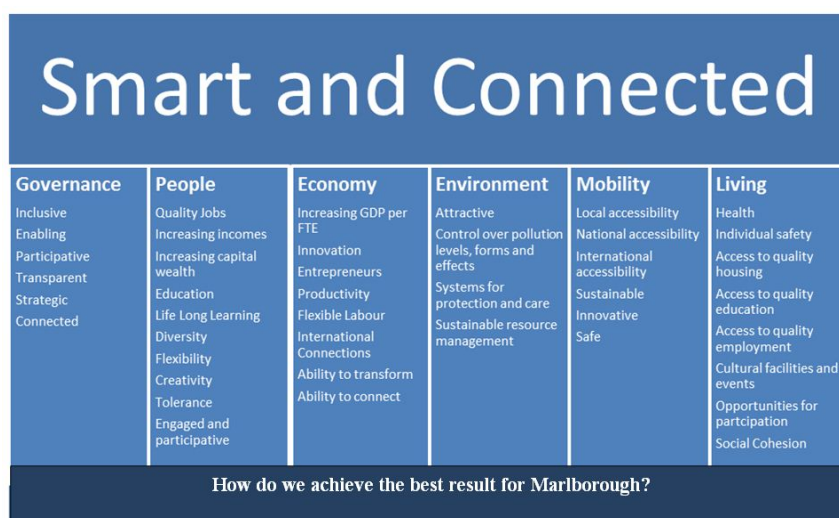 Smart and Connected
Governance
Inclusive
Enabling
Participative
Transparent
Strategic
Connected
People
Quality Jobs
Increasing incomes
Increasing capital
wealth
Education
Life Long Learning
Diversity
Flexibility
Creativity
Tolerance
Engaged and
participative
Economy
Increasing GDP per
FTE
Innovation
Entrepreneurs
Productivity
Flexible Labour
International
Connections
Ability to transform
Ability to connect
Environment
Attractive
Control over pollution
levels, forms and
effects
Systems for
protection and care
Sustainable resource
management
Mobility
Local accessibility
National accessibility
International
accessibility
Sustainable
Innovative
Safe
Living
Health
Individual safety
Access to quality
housing
Access to quality
education
Access to quality
employment
Cultural facilities and
events
Opportunities for
partcipation
Social Cohesion
How do we achieve the best result for Marlborough?